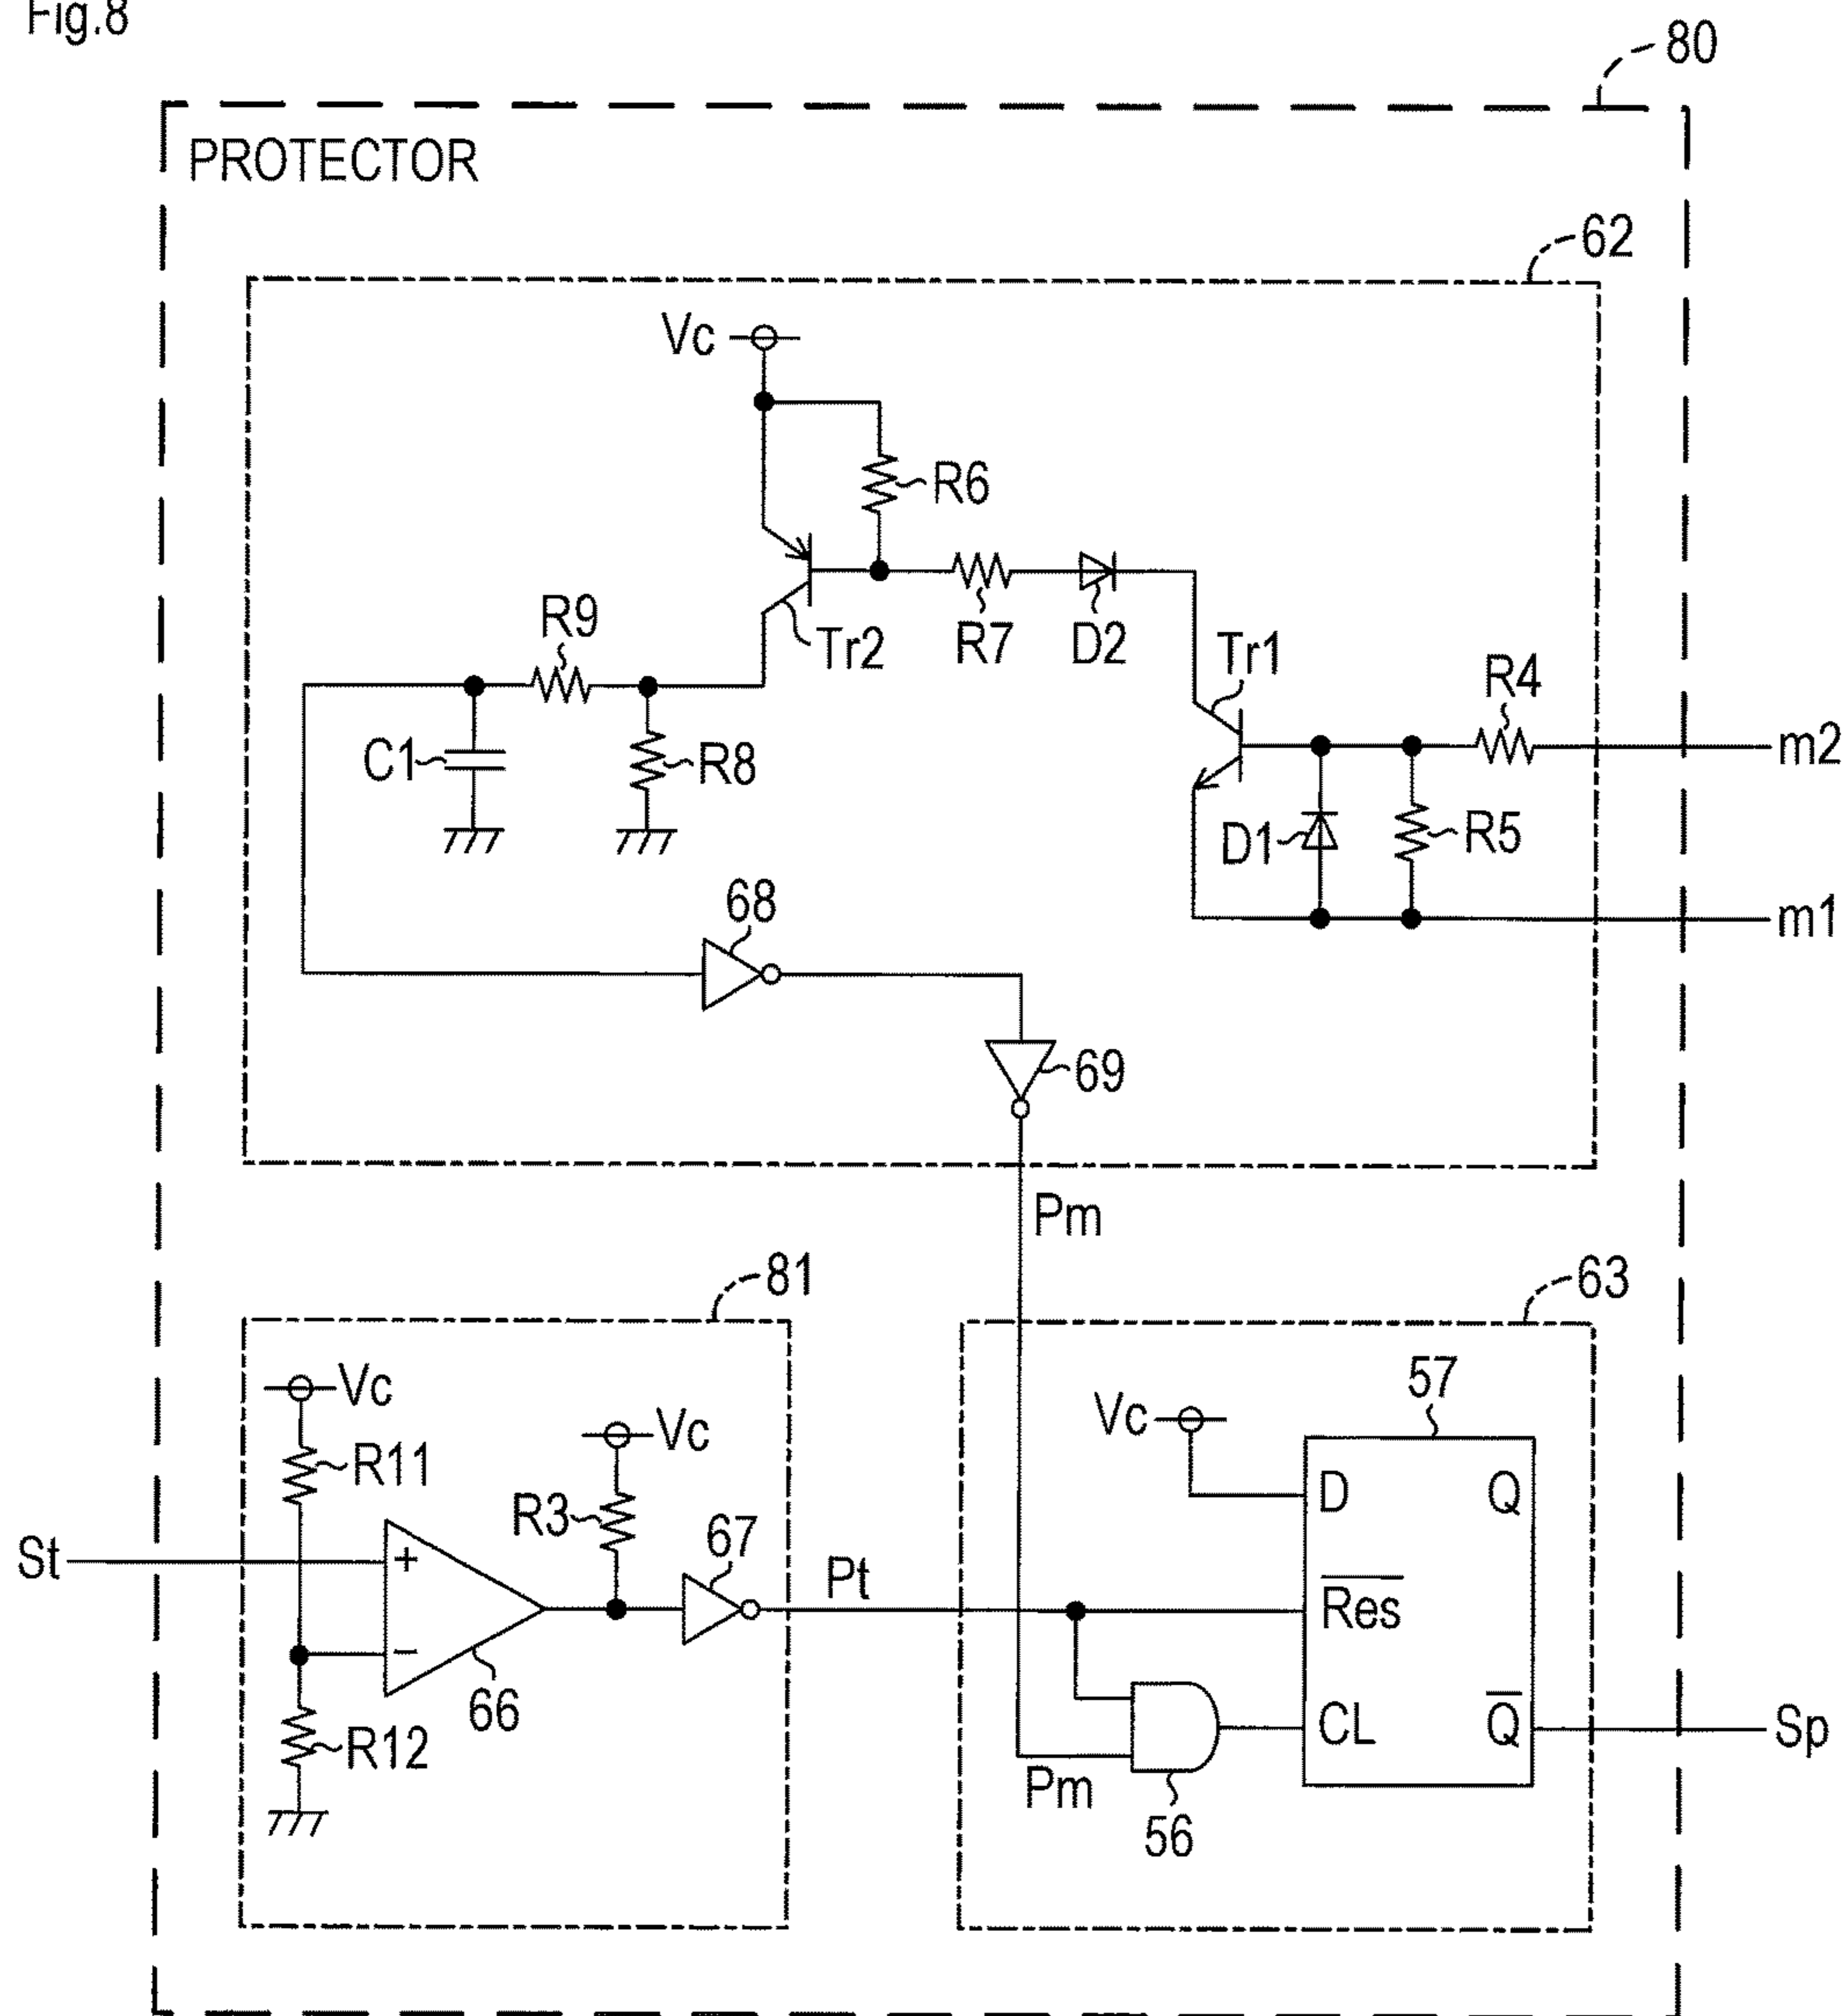 Fig.8
80
PROTECTOR
62
Vc
R6
R9
Tr2
R7
D2
Tr1
R4
m2
C1
R8
D1
R5
m1
68
69
Pm
81
63
Vc
R11
Vc
R3
67
St
+
−
66
R12
Pt
Vc
57
D
Q
Res
CL
Q
Pm
56
Sp